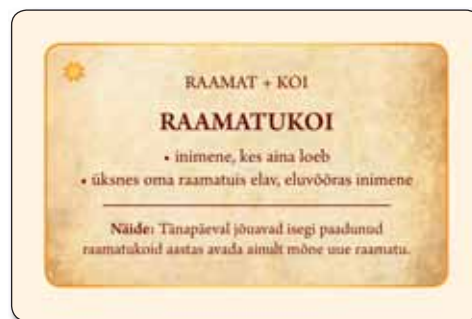 RAAMAT + KOI
RAAMATUKOI
• inimene, kes aina loeb
• üksnes oma raamatuis elav, eluvõõras inimene
Näide: Tänapäeval jõuavad isegi paadunud
raamatukoid aastas avada ainult mõne uue raamatu.